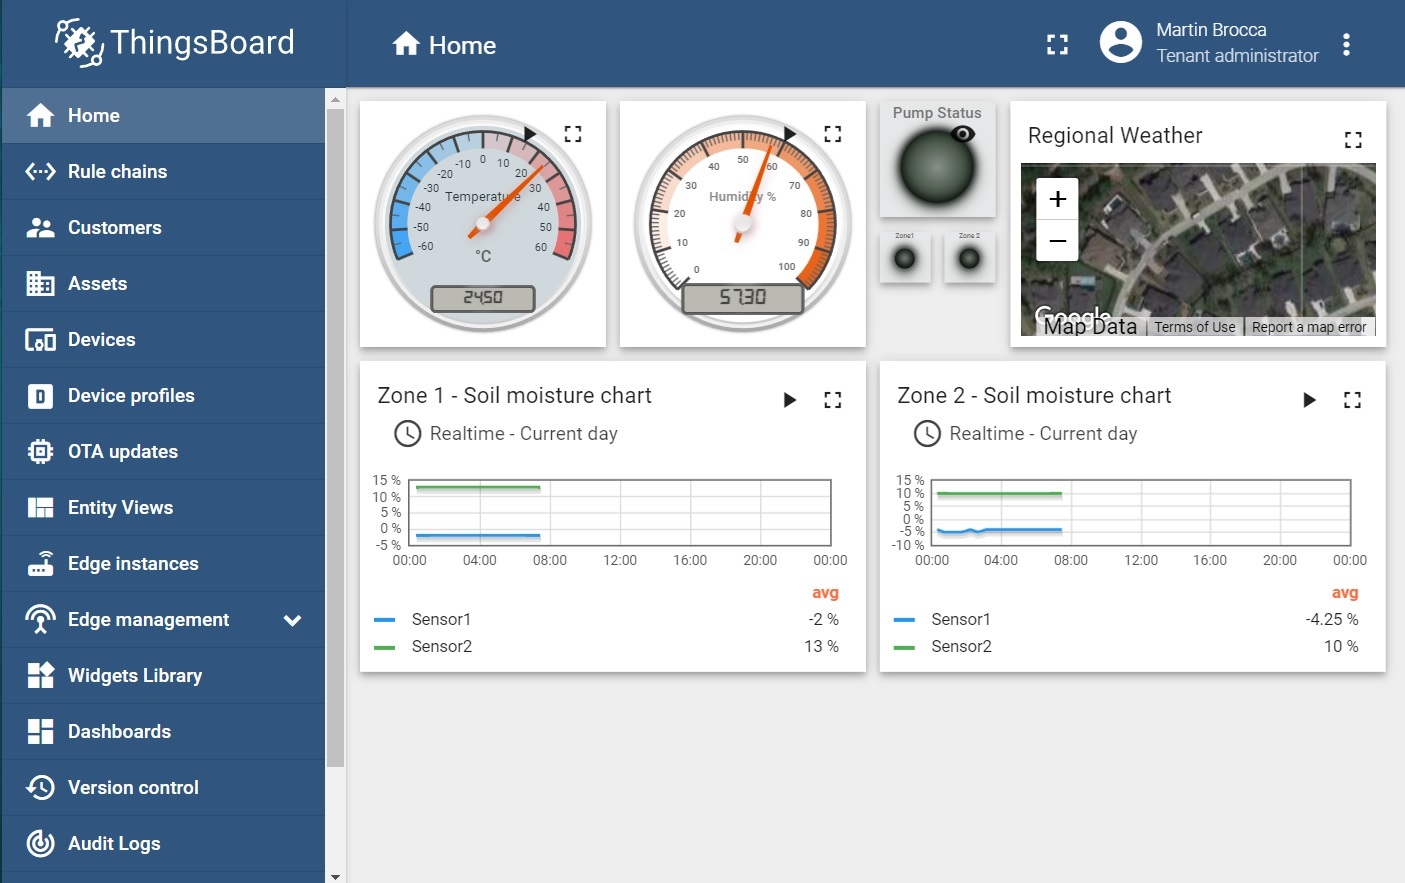 ThingsBoard
Home
Martin Brocca
Tenant administrator
Home
Rule chains
Customers
Assets
Devices
Device profiles
OTA updates
Entity Views
Edge instances
Edge management
Widgets Library
Dashboards
Version control
Audit Logs
-60
-50
-40
-30
-20
-10
0
10
20
30
40
50
60
Temperature
°C
24,50
0
10
20
30
40
50
60
70
80
90
100
Humidity %
57,30
Pump Status
Zone1
Zone 2
Regional Weather
+
−
Google
Map Data
Terms of Use
Report a map error
Zone 1 - Soil moisture chart
Realtime - Current day
15 %
10 %
5 %
0 %
-5 %
00:00 04:00 08:00 12:00 16:00 20:00 00:00
avg
Sensor1 -2 %
Sensor2 13 %
Zone 2 - Soil moisture chart
Realtime - Current day
15 %
10 %
5 %
0 %
-5 %
-10 %
00:00 04:00 08:00 12:00 16:00 20:00 00:00
avg
Sensor1 -4.25 %
Sensor2 10 %